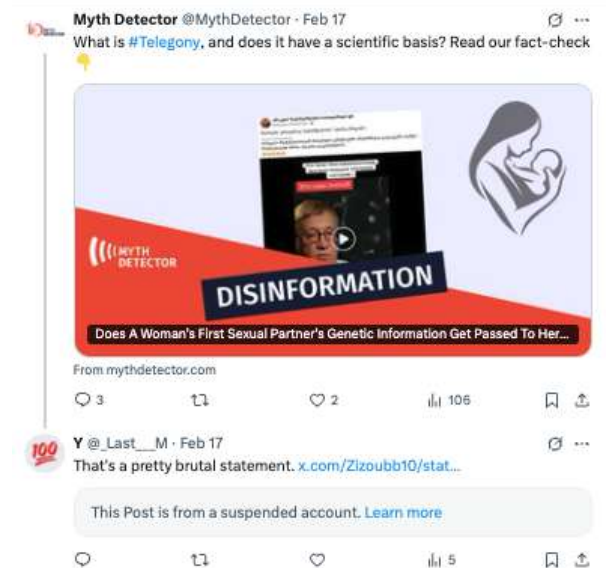 Myth Detector @MythDetector · Feb 17
What is #Telegony, and does it have a scientific basis? Read our fact-check
👇
MYTH
DETECTOR
DISINFORMATION
Does A Woman's First Sexual Partner's Genetic Information Get Passed To Her...
From mythdetector.com
3 2 106
Y @_Last___M · Feb 17
That's a pretty brutal statement. x.com/Zizoubb10/stat...
This Post is from a suspended account. Learn more
5